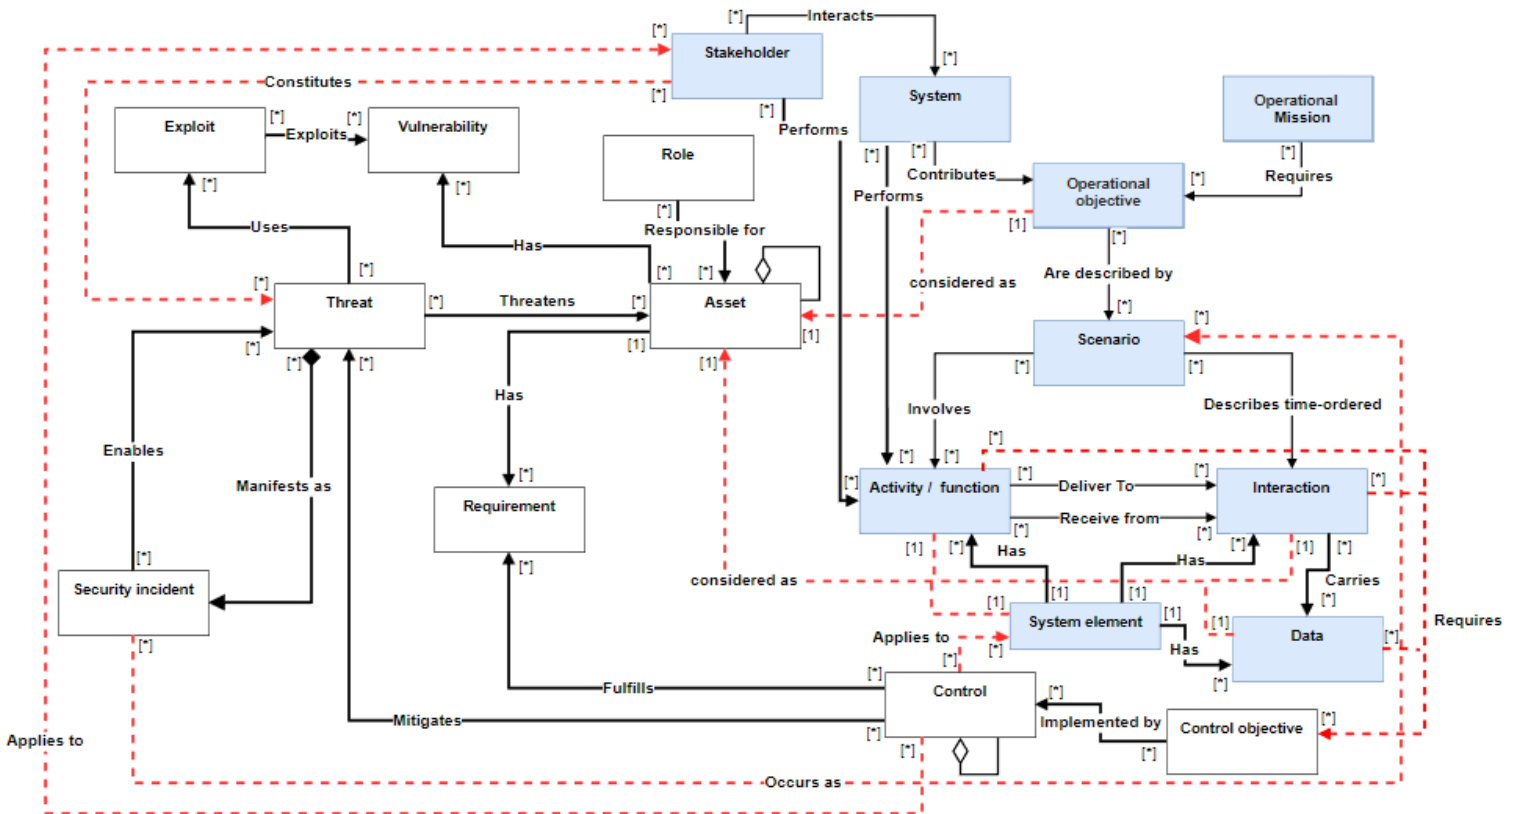 [*]
Interacts
[*]
Stakeholder
[*]
Constitutes
[*]
[*]
System
Operational
Mission
Exploit
[*]
Exploits
[*]
Vulnerability
Performs
Role
[*]
[*]
[*]
Contributes
Requires
[*]
[*]
Performs
Operational
objective
[*]
[*]
Uses
Responsible for
[1]
[*]
Has
[*]
[*]
[*]
Are described by
considered as
[*]
Threat
[*]
Threatens
[*]
Asset
[*]
[*]
[*]
[*]
[*]
[1]
[1]
[1]
Scenario
[*]
[*]
Has
Involves
Describes time-ordered
[*]
Enables
Manifests as
[*]
[*]
[*]
[*]
[*]
[*]
Requirement
Activity / function
Deliver To
Interaction
Receive from
[*]
[*]
[*]
[*]
[1]
[*]
Has
[*]
[1]
[*]
Has
Carries
considered as
[*]
Security incident
[1]
[1]
[1]
[1]
[1]
[*]
System element
Data
[*]
Requires
Applies to
[*]
[*]
Has
[*]
[*]
[*]
Fulfills
Control
[*]
Mitigates
Implemented by
Control objective
[*]
[*]
[*]
[*]
Applies to
Occurs as